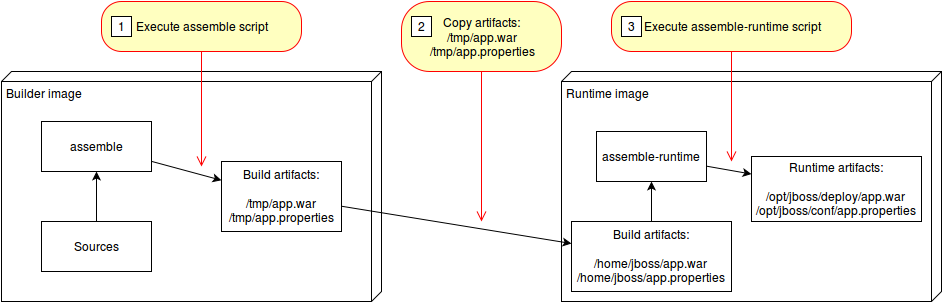 1 Execute assemble script
2 Copy artifacts:
/tmp/app.war
/tmp/app.properties
3 Execute assemble-runtime script
Builder image
assemble
Build artifacts:
/tmp/app.war
/tmp/app.properties
Sources
Runtime image
assemble-runtime
Runtime artifacts:
/opt/jboss/deploy/app.war
/opt/jboss/conf/app.properties
Build artifacts:
/home/jboss/app.war
/home/jboss/app.properties